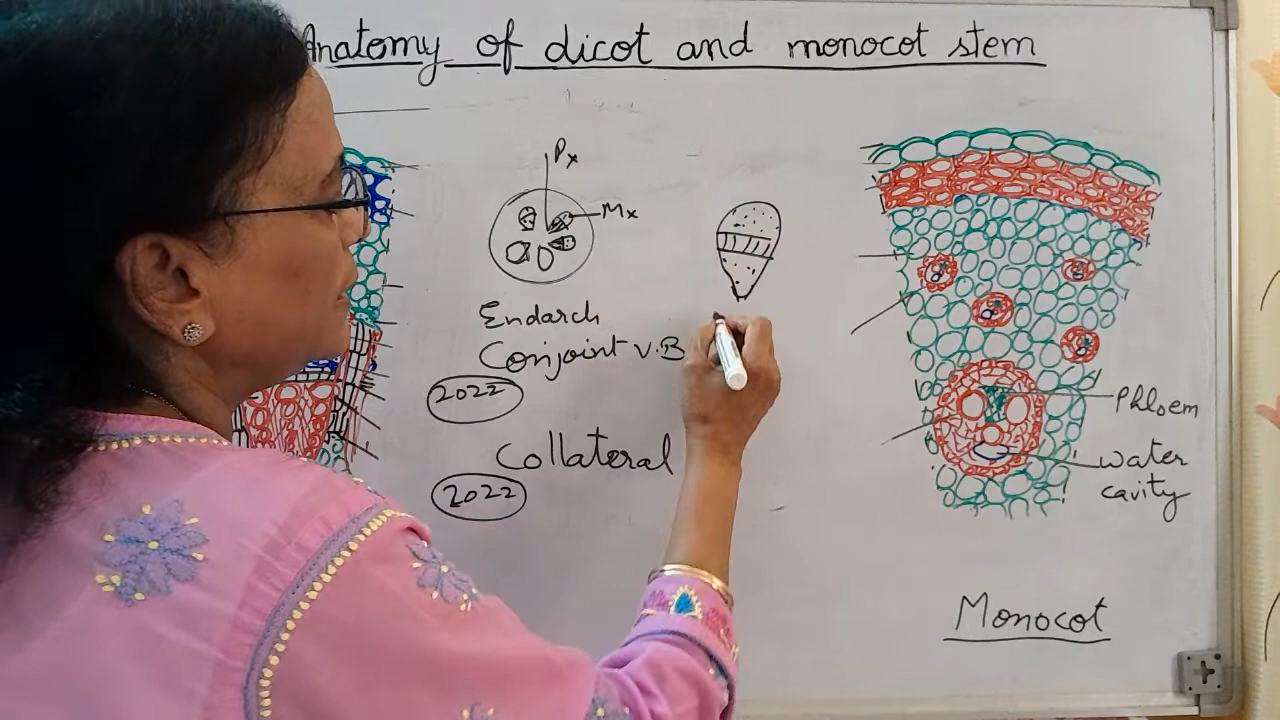 Anatomy of dicot and monocot stem
Px
Mx
Endarch
Conjoint V.B
2022
Collateral
2022
Phloem
water
cavity
Monocot